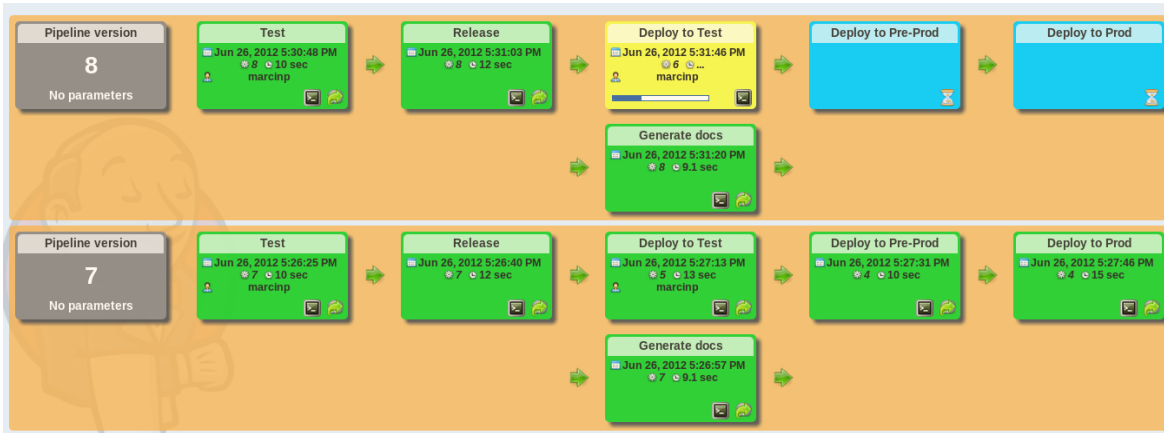 Pipeline version
8
No parameters
Test
Jun 26, 2012 5:30:48 PM
8 10 sec
marcinp
Release
Jun 26, 2012 5:31:03 PM
8 12 sec
Deploy to Test
Jun 26, 2012 5:31:46 PM
6 ...
marcinp
Deploy to Pre-Prod
Deploy to Prod
Generate docs
Jun 26, 2012 5:31:20 PM
8 9.1 sec
Pipeline version
7
No parameters
Test
Jun 26, 2012 5:26:25 PM
7 10 sec
marcinp
Release
Jun 26, 2012 5:26:40 PM
7 12 sec
Deploy to Test
Jun 26, 2012 5:27:13 PM
5 13 sec
marcinp
Deploy to Pre-Prod
Jun 26, 2012 5:27:31 PM
4 10 sec
Deploy to Prod
Jun 26, 2012 5:27:46 PM
4 15 sec
Generate docs
Jun 26, 2012 5:26:57 PM
7 9.1 sec